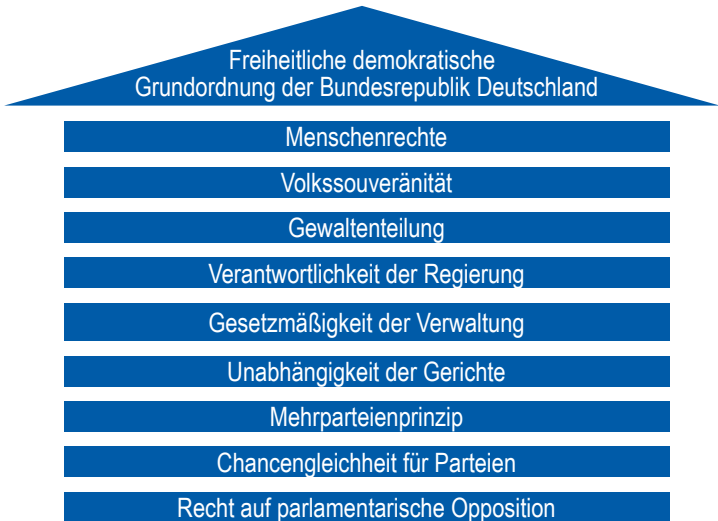 Freiheitliche demokratische
Grundordnung der Bundesrepublik Deutschland
Menschenrechte
Volkssouveränität
Gewaltenteilung
Verantwortlichkeit der Regierung
Gesetzmäßigkeit der Verwaltung
Unabhängigkeit der Gerichte
Mehrparteienprinzip
Chancengleichheit für Parteien
Recht auf parlamentarische Opposition